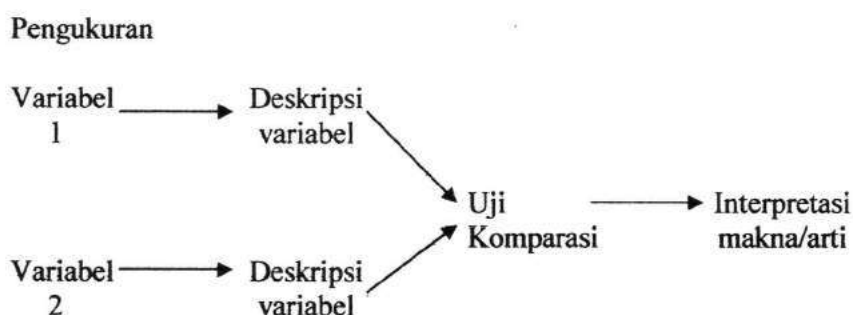 Pengukuran
Variabel
1
Deskripsi
variabel
Uji
Komparasi
Interpretasi
makna/arti
Variabel
2
Deskripsi
variabel